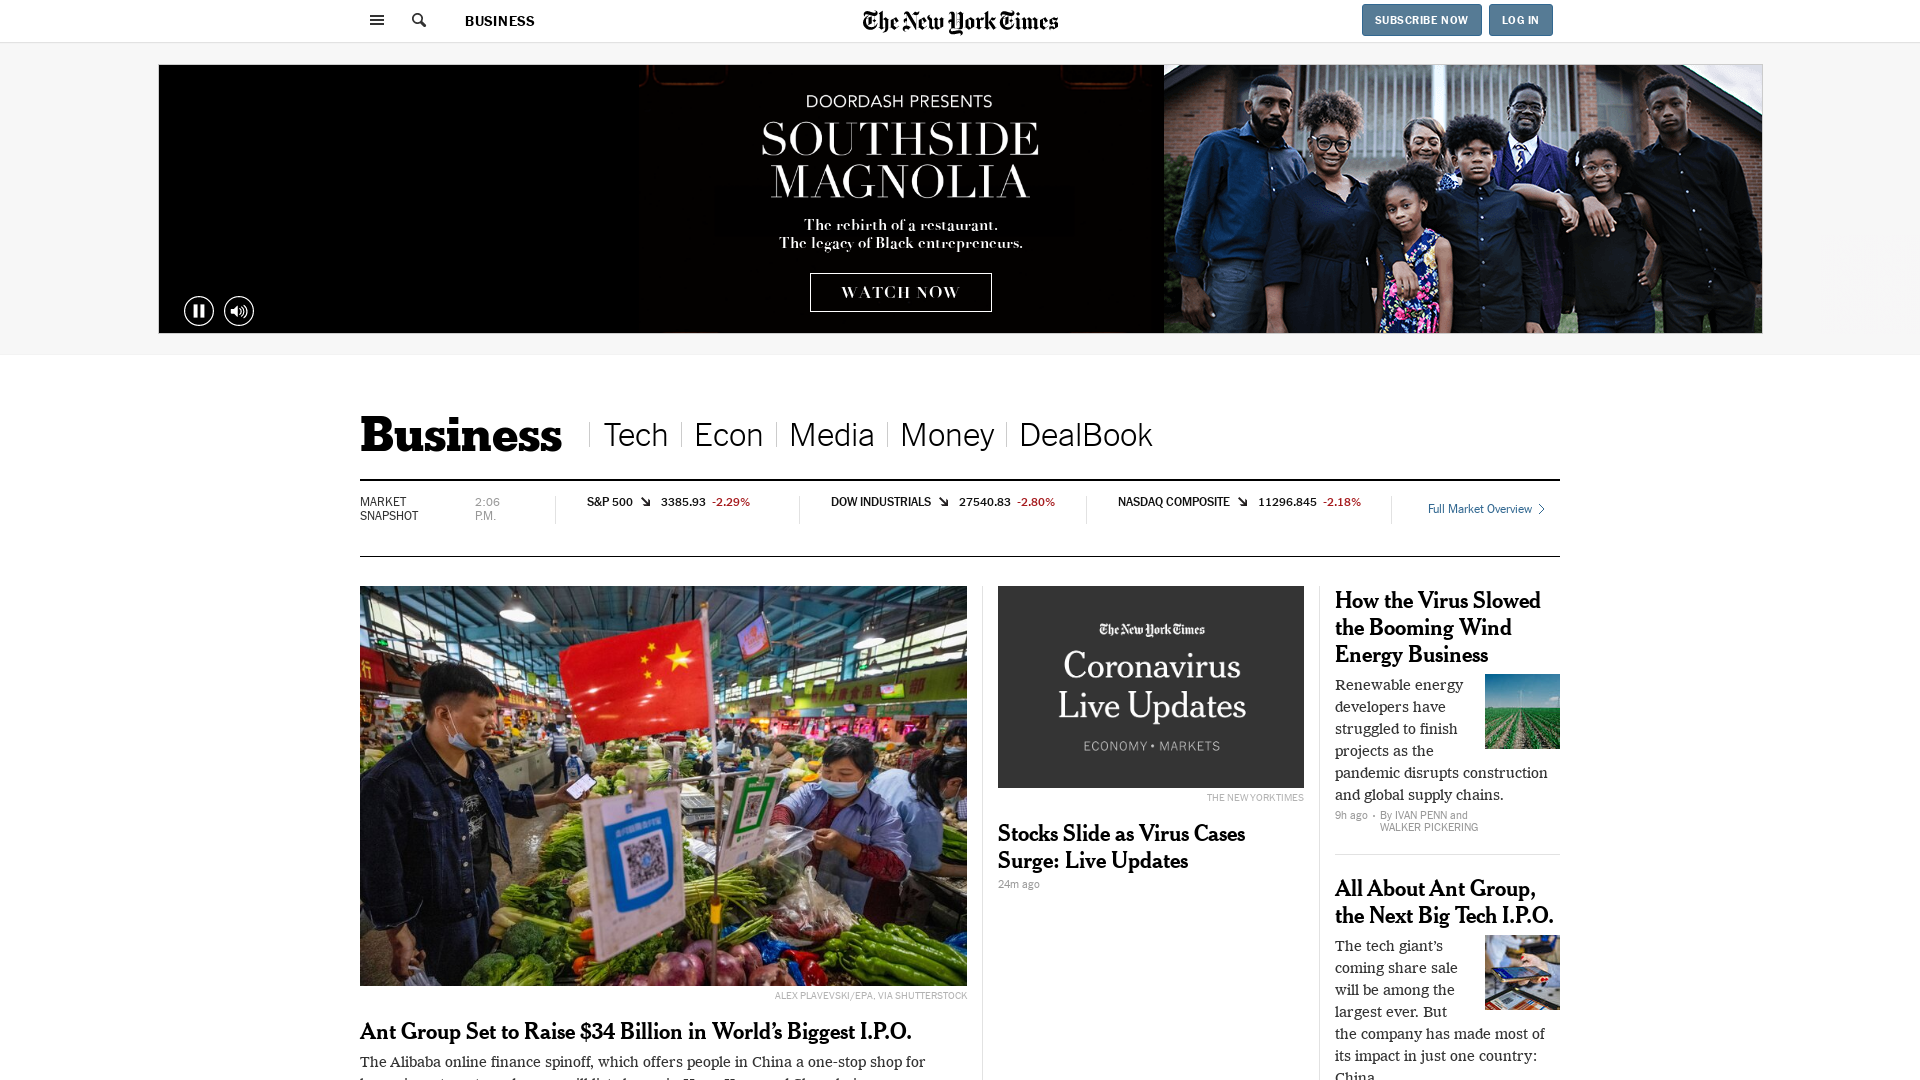 BUSINESS
The New York Times
SUBSCRIBE NOW
LOG IN
DOORDASH PRESENTS
SOUTHSIDE
MAGNOLIA
The rebirth of a restaurant.
The legacy of Black entrepreneurs.
WATCH NOW
Business
Tech
Econ
Media
Money
DealBook
MARKET
SNAPSHOT
2:06
P.M.
S&P 500 3385.93 -2.29%
DOW INDUSTRIALS 27540.83 -2.80%
NASDAQ COMPOSITE 11296.845 -2.18%
Full Market Overview
ALEX PLAVEVSKI/EPA, VIA SHUTTERSTOCK
Ant Group Set to Raise $34 Billion in World’s Biggest I.P.O.
The Alibaba online finance spinoff, which offers people in China a one-stop shop for
The New York Times
Coronavirus
Live Updates
ECONOMY • MARKETS
THE NEW YORKTIMES
Stocks Slide as Virus Cases
Surge: Live Updates
24m ago
How the Virus Slowed
the Booming Wind
Energy Business
Renewable energy
developers have
struggled to finish
projects as the
pandemic disrupts construction
and global supply chains.
9h ago • By IVAN PENN and
WALKER PICKERING
All About Ant Group,
the Next Big Tech I.P.O.
The tech giant’s
coming share sale
will be among the
largest ever. But
the company has made most of
its impact in just one country:
China.